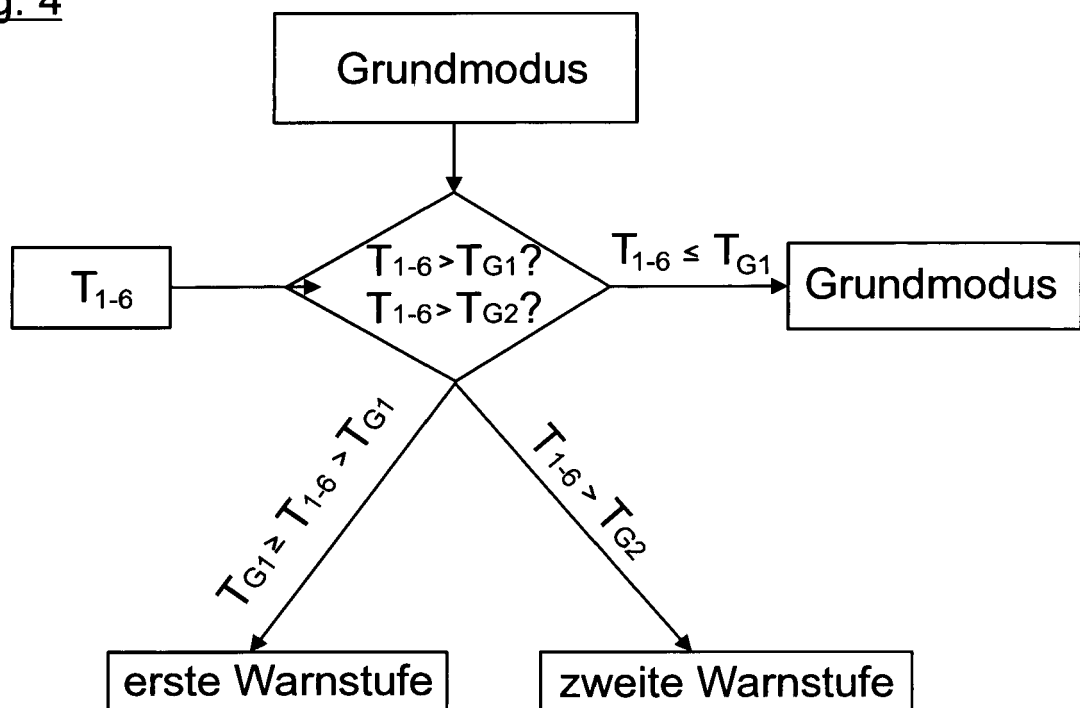 g. 4
Grundmodus
T1-6
T1-6>TG1?
T1-6>TG2?
T1-6 ≤ TG1
Grundmodus
TG1 ≥ T1-6 > TG1
T1-6 > TG2
erste Warnstufe
zweite Warnstufe